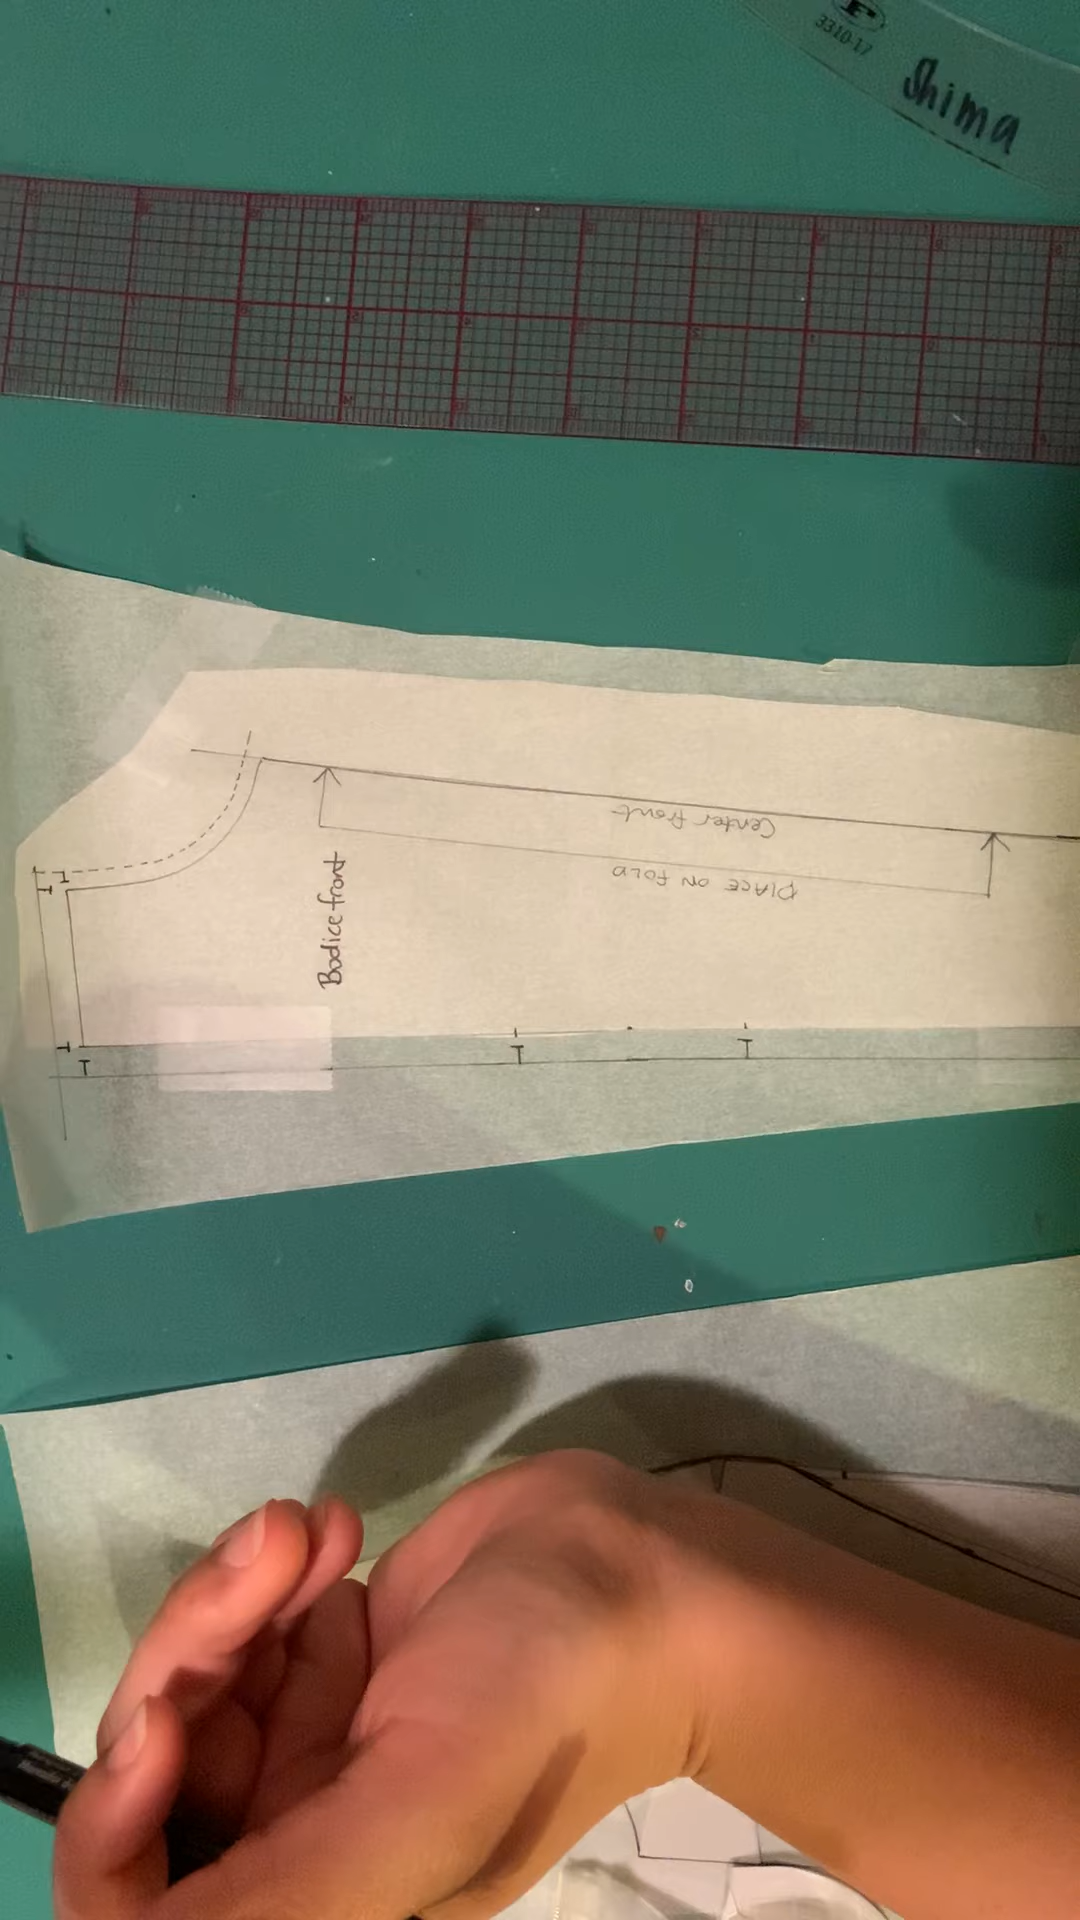 F
3310-17
Shima
Center front
PLACE ON FOLD
Bodice front